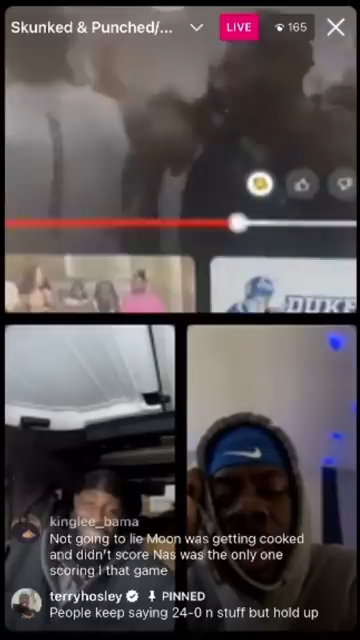 Skunked & Punched/...
LIVE
165
DUKE
kinglee_bama
Not going to lie Moon was getting cooked
and didn't score Nas was the only one
scoring I that game
terryhosley PINNED
People keep saying 24-0 n stuff but hold up